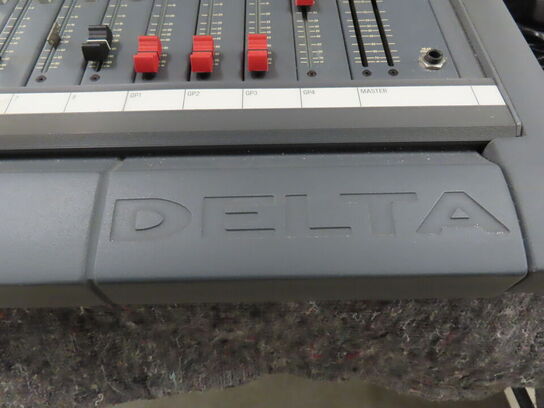 GP1 GP2 GP3 GP4 MASTER
DELTA